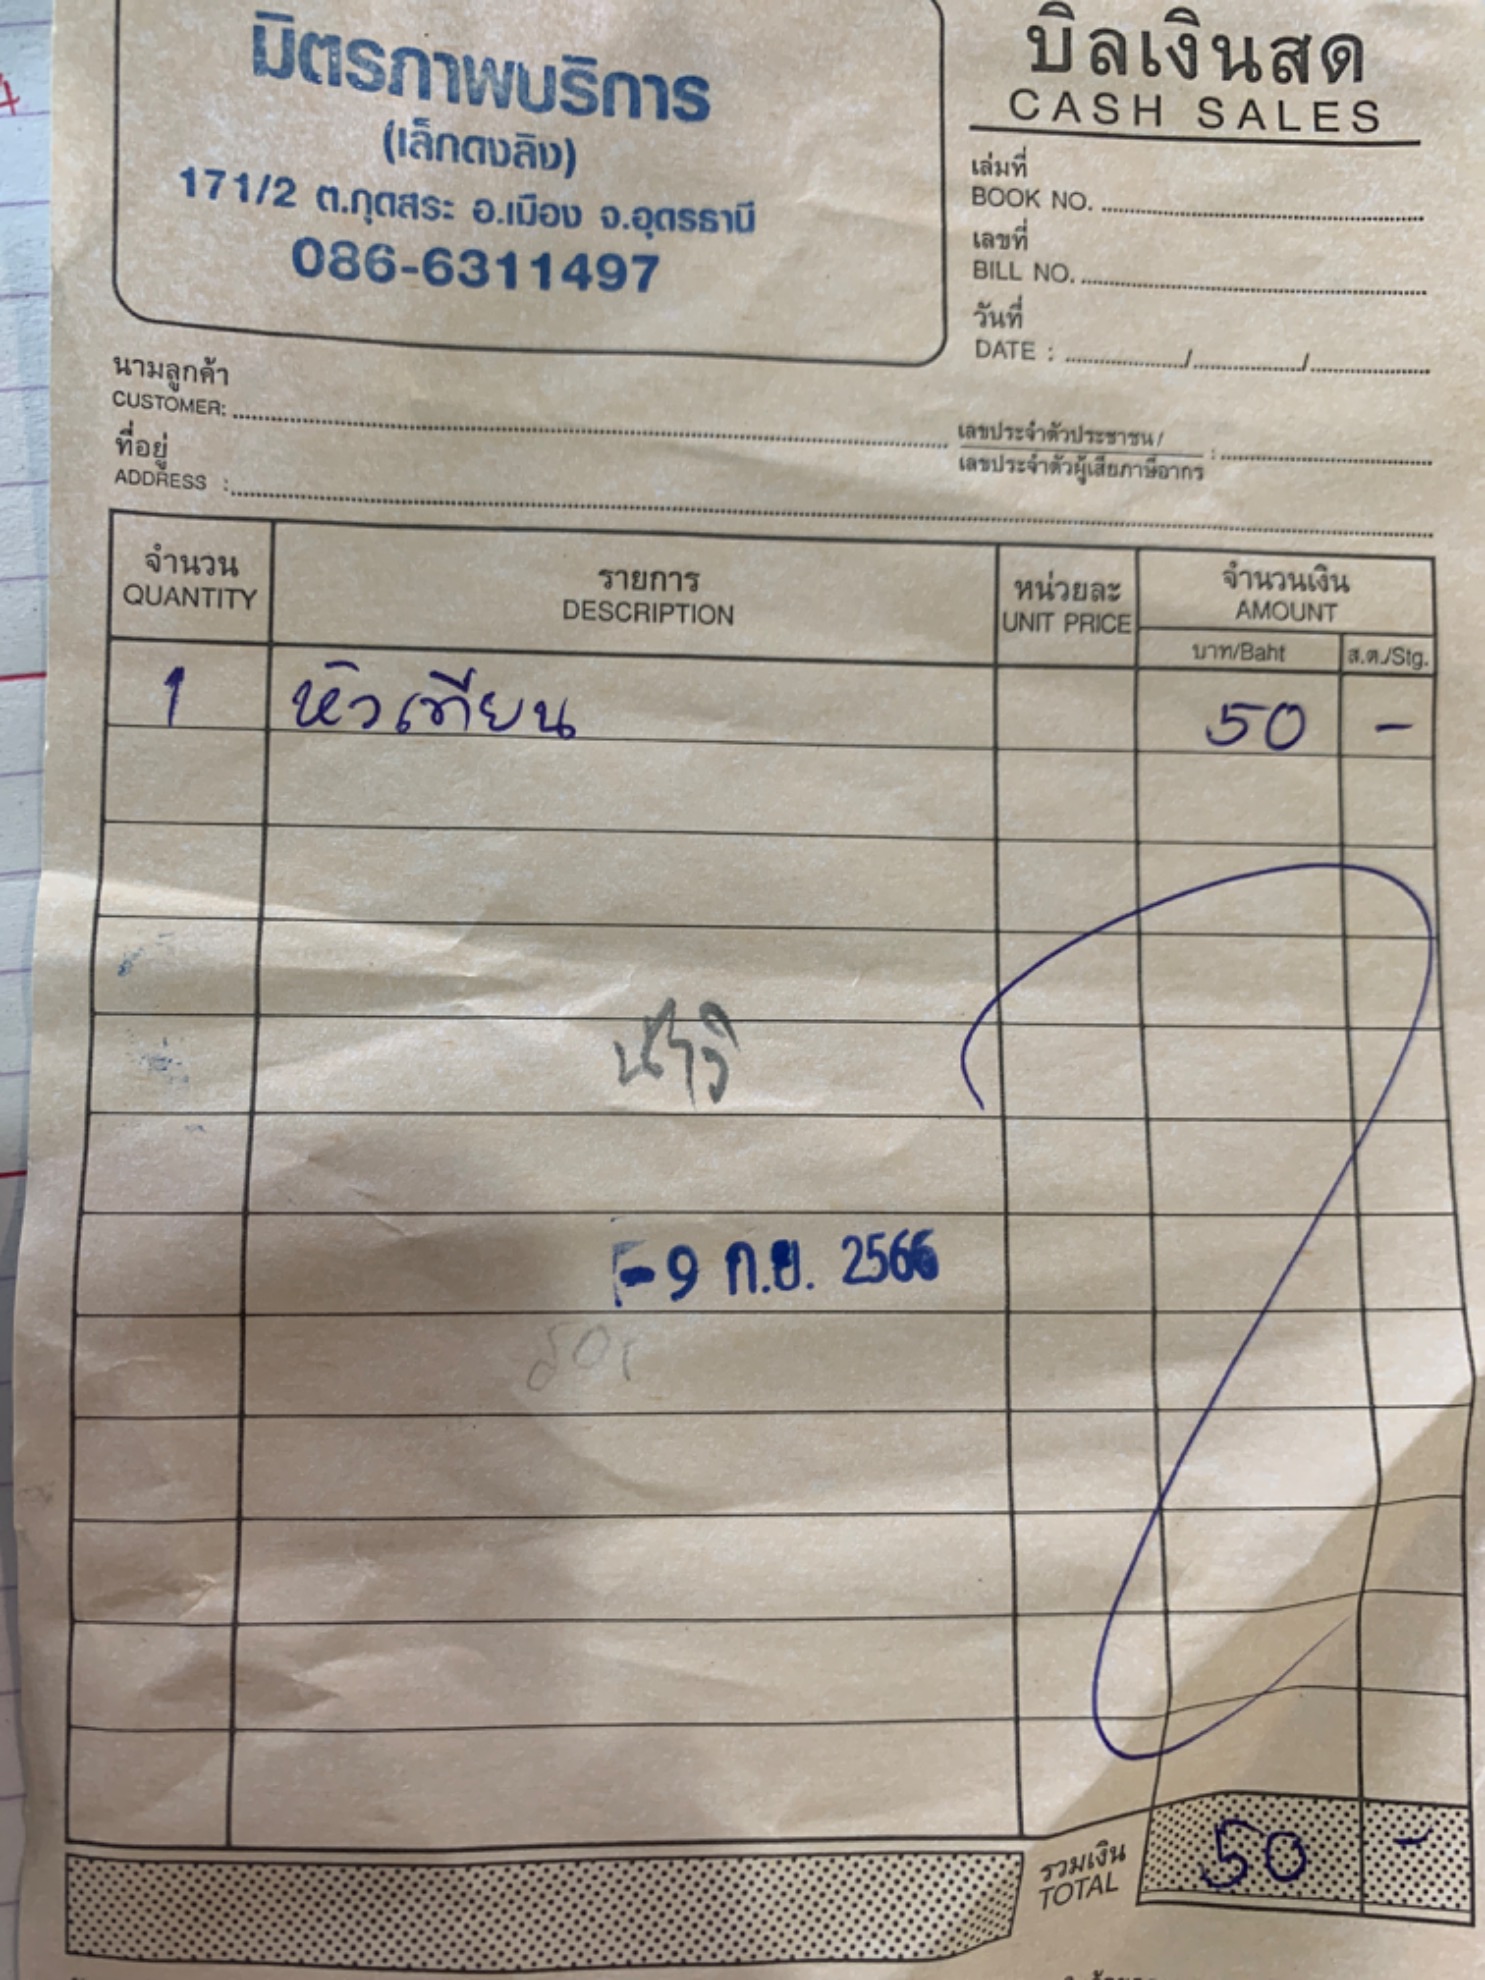 มิตรภาพบริการ
(เล็กดงลิง)
171/2 ต.กุดสระ อ.เมือง จ.อุดรธานี
086-6311497
บิลเงินสด
CASH SALES
เล่มที่
BOOK NO.
เลขที่
BILL NO.
วันที่
DATE : / /
นามลูกค้า
CUSTOMER:
ที่อยู่
ADDRESS :
เลขประจำตัวประชาชน/
เลขประจำตัวผู้เสียภาษีอากร :
จำนวน รายการ หน่วยละ จำนวนเงิน
QUANTITY DESCRIPTION UNIT PRICE AMOUNT
บาท/Baht ส.ต./Stg.
1 หัวเทียน 50 -
-9 ก.ย. 2566
รวมเงิน
TOTAL 50 -